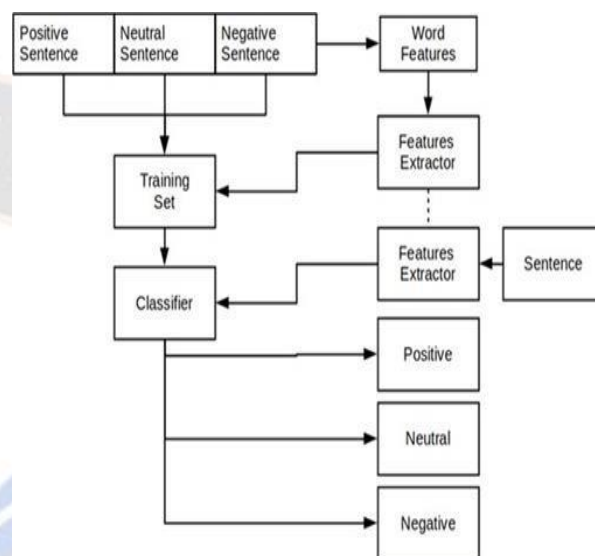 Positive
Sentence
Neutral
Sentence
Negative
Sentence
Word
Features
Features
Extractor
Training
Set
Features
Extractor
Sentence
Classifier
Positive
Neutral
Negative